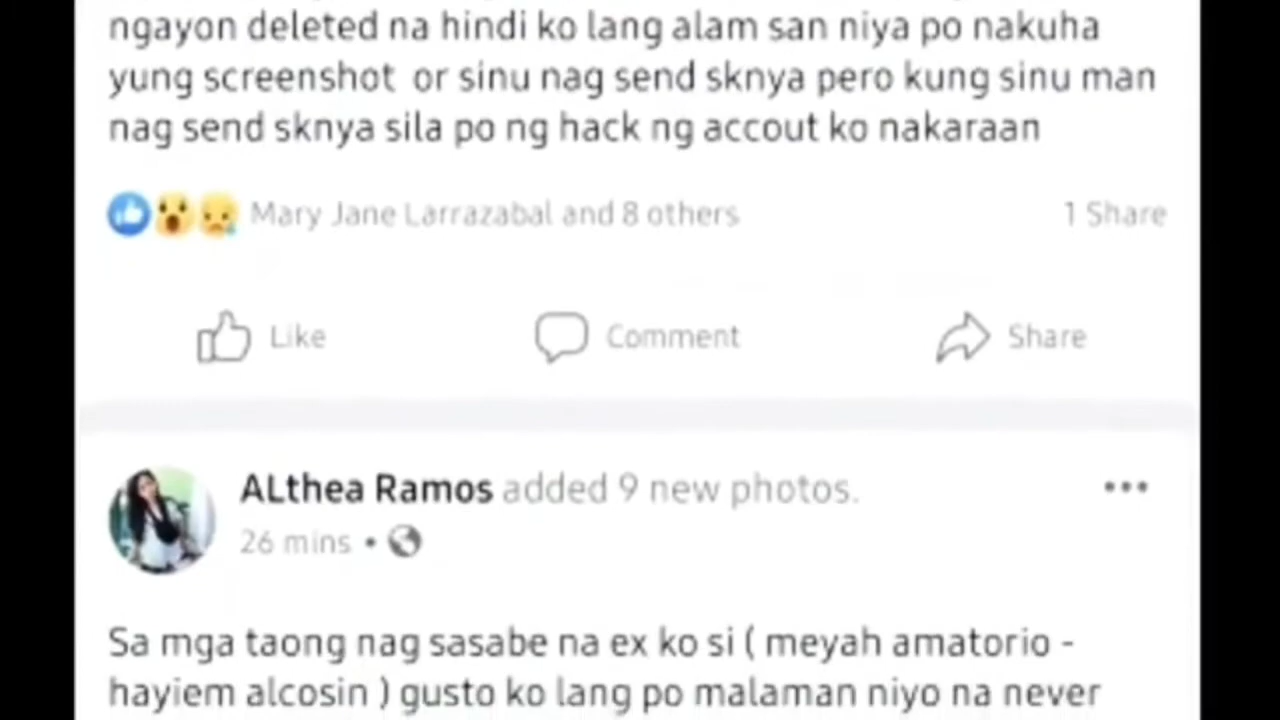 ngayon deleted na hindi ko lang alam san niya po nakuha
yung screenshot or sinu nag send sknya pero kung sinu man
nag send sknya sila po ng hack ng accout ko nakaraan
Mary Jane Larrazabal and 8 others 1 Share
Like Comment Share
ALthea Ramos added 9 new photos.
26 mins •
Sa mga taong nag sasabe na ex ko si ( meyah amatorio -
hayiem alcosin ) gusto ko lang po malaman niyo na never